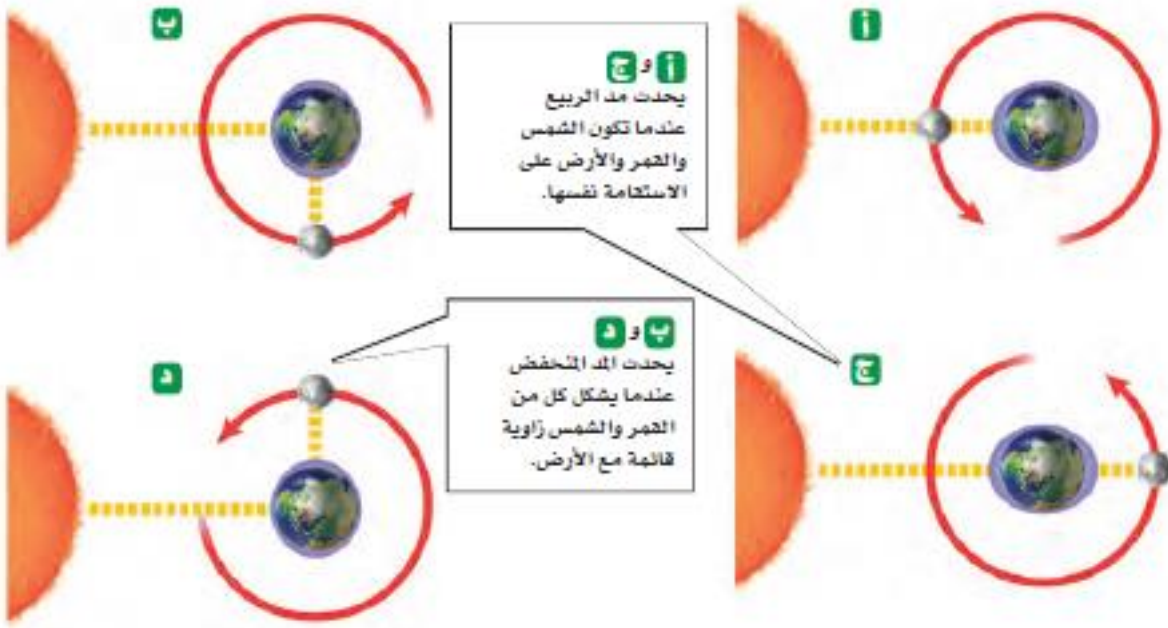 أ
ب
أ و ج
يحدث مد الربيع
عندما تكون الشمس
والقمر والأرض على
الاستقامة نفسها.
ج
د
ب و د
يحدث المد المنخفض
عندما يشكل كل من
القمر والشمس زاوية
قائمة مع الأرض.